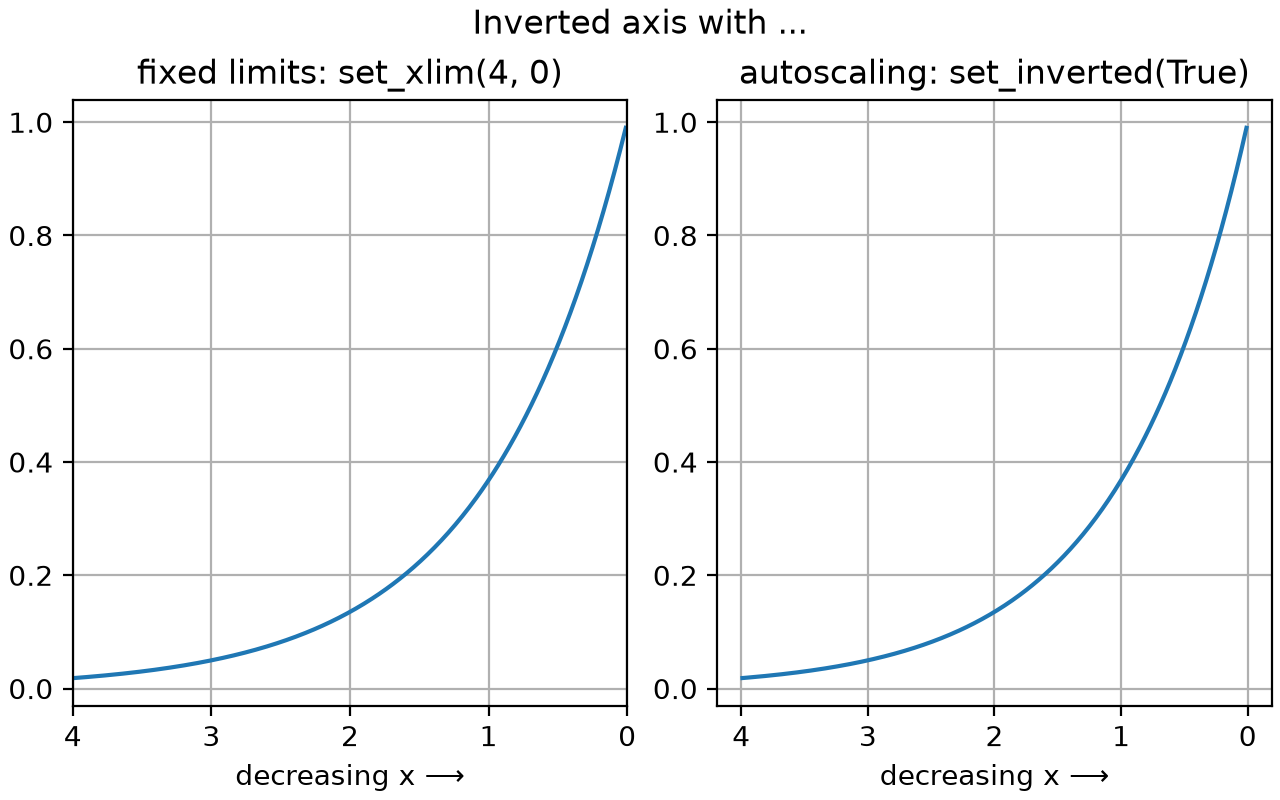 Inverted axis with ...
fixed limits: set_xlim(4, 0)
1.0
0.8
0.6
0.4
0.2
0.0
4 3 2 1 0
decreasing x ⟶
autoscaling: set_inverted(True)
1.0
0.8
0.6
0.4
0.2
0.0
4 3 2 1 0
decreasing x ⟶